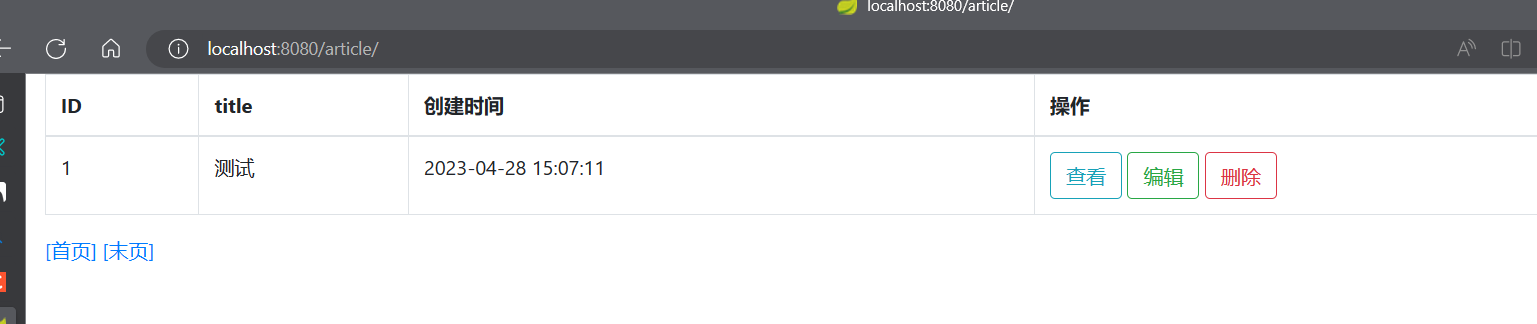 localhost:8080/article/
localhost:8080/article/
ID title 创建时间 操作
1 测试 2023-04-28 15:07:11 查看 编辑 删除
[首页] [末页]